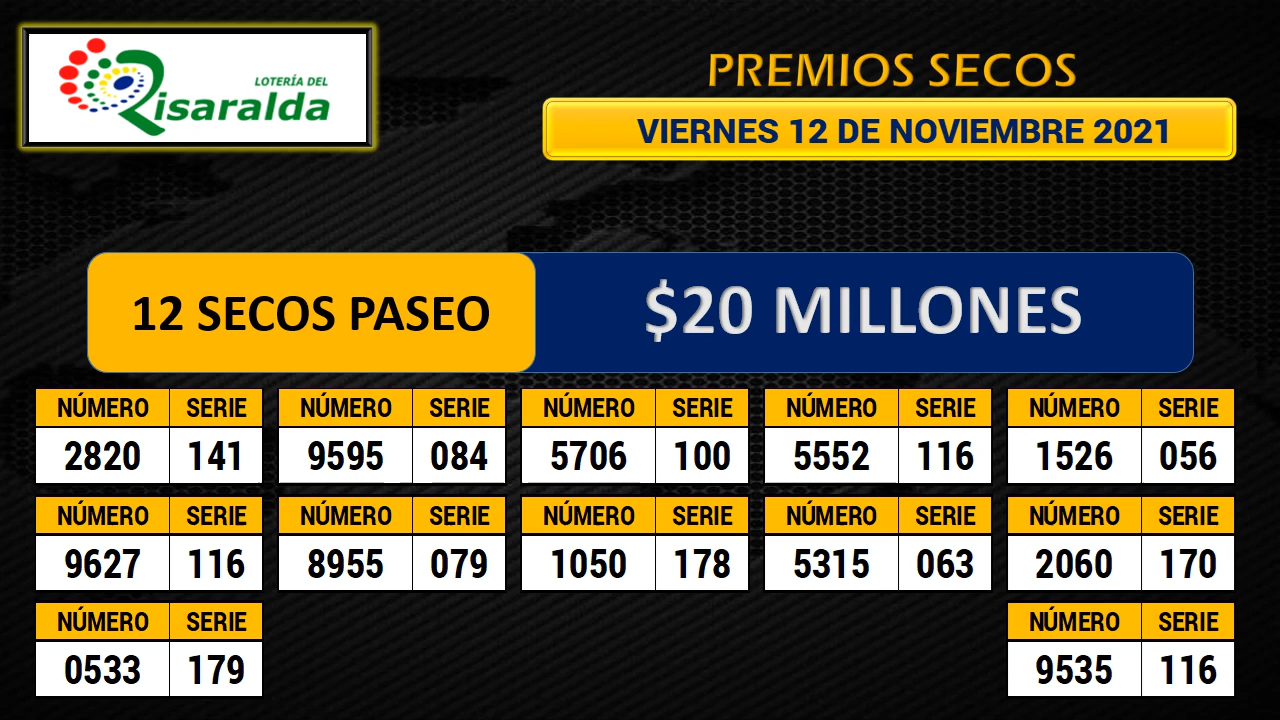 LOTERÍA DEL
Risaralda
PREMIOS SECOS
VIERNES 12 DE NOVIEMBRE 2021
12 SECOS PASEO $20 MILLONES
NÚMERO SERIE NÚMERO SERIE NÚMERO SERIE NÚMERO SERIE NÚMERO SERIE
2820 141 9595 084 5706 100 5552 116 1526 056
NÚMERO SERIE NÚMERO SERIE NÚMERO SERIE NÚMERO SERIE NÚMERO SERIE
9627 116 8955 079 1050 178 5315 063 2060 170
NÚMERO SERIE NÚMERO SERIE
0533 179 9535 116